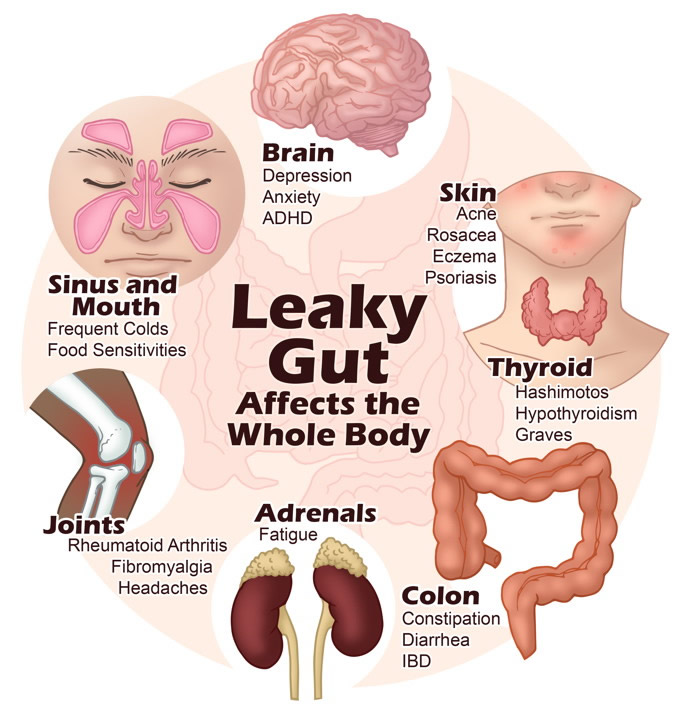 Brain
Depression
Anxiety
ADHD
Skin
Acne
Rosacea
Eczema
Psoriasis
Sinus and
Mouth
Frequent Colds
Food Sensitivities
Leaky
Gut
Affects the
Whole Body
Thyroid
Hashimotos
Hypothyroidism
Graves
Joints
Rheumatoid Arthritis
Fibromyalgia
Headaches
Adrenals
Fatigue
Colon
Constipation
Diarrhea
IBD